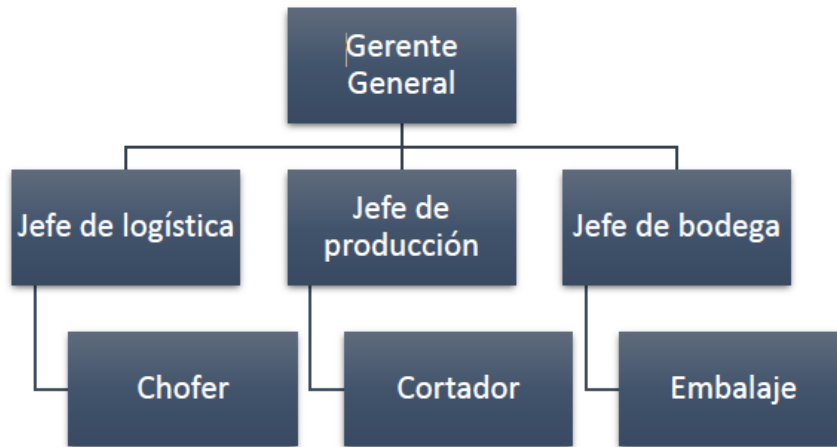 Gerente
General
Jefe de logística
Jefe de
producción
Jefe de bodega
Chofer
Cortador
Embalaje